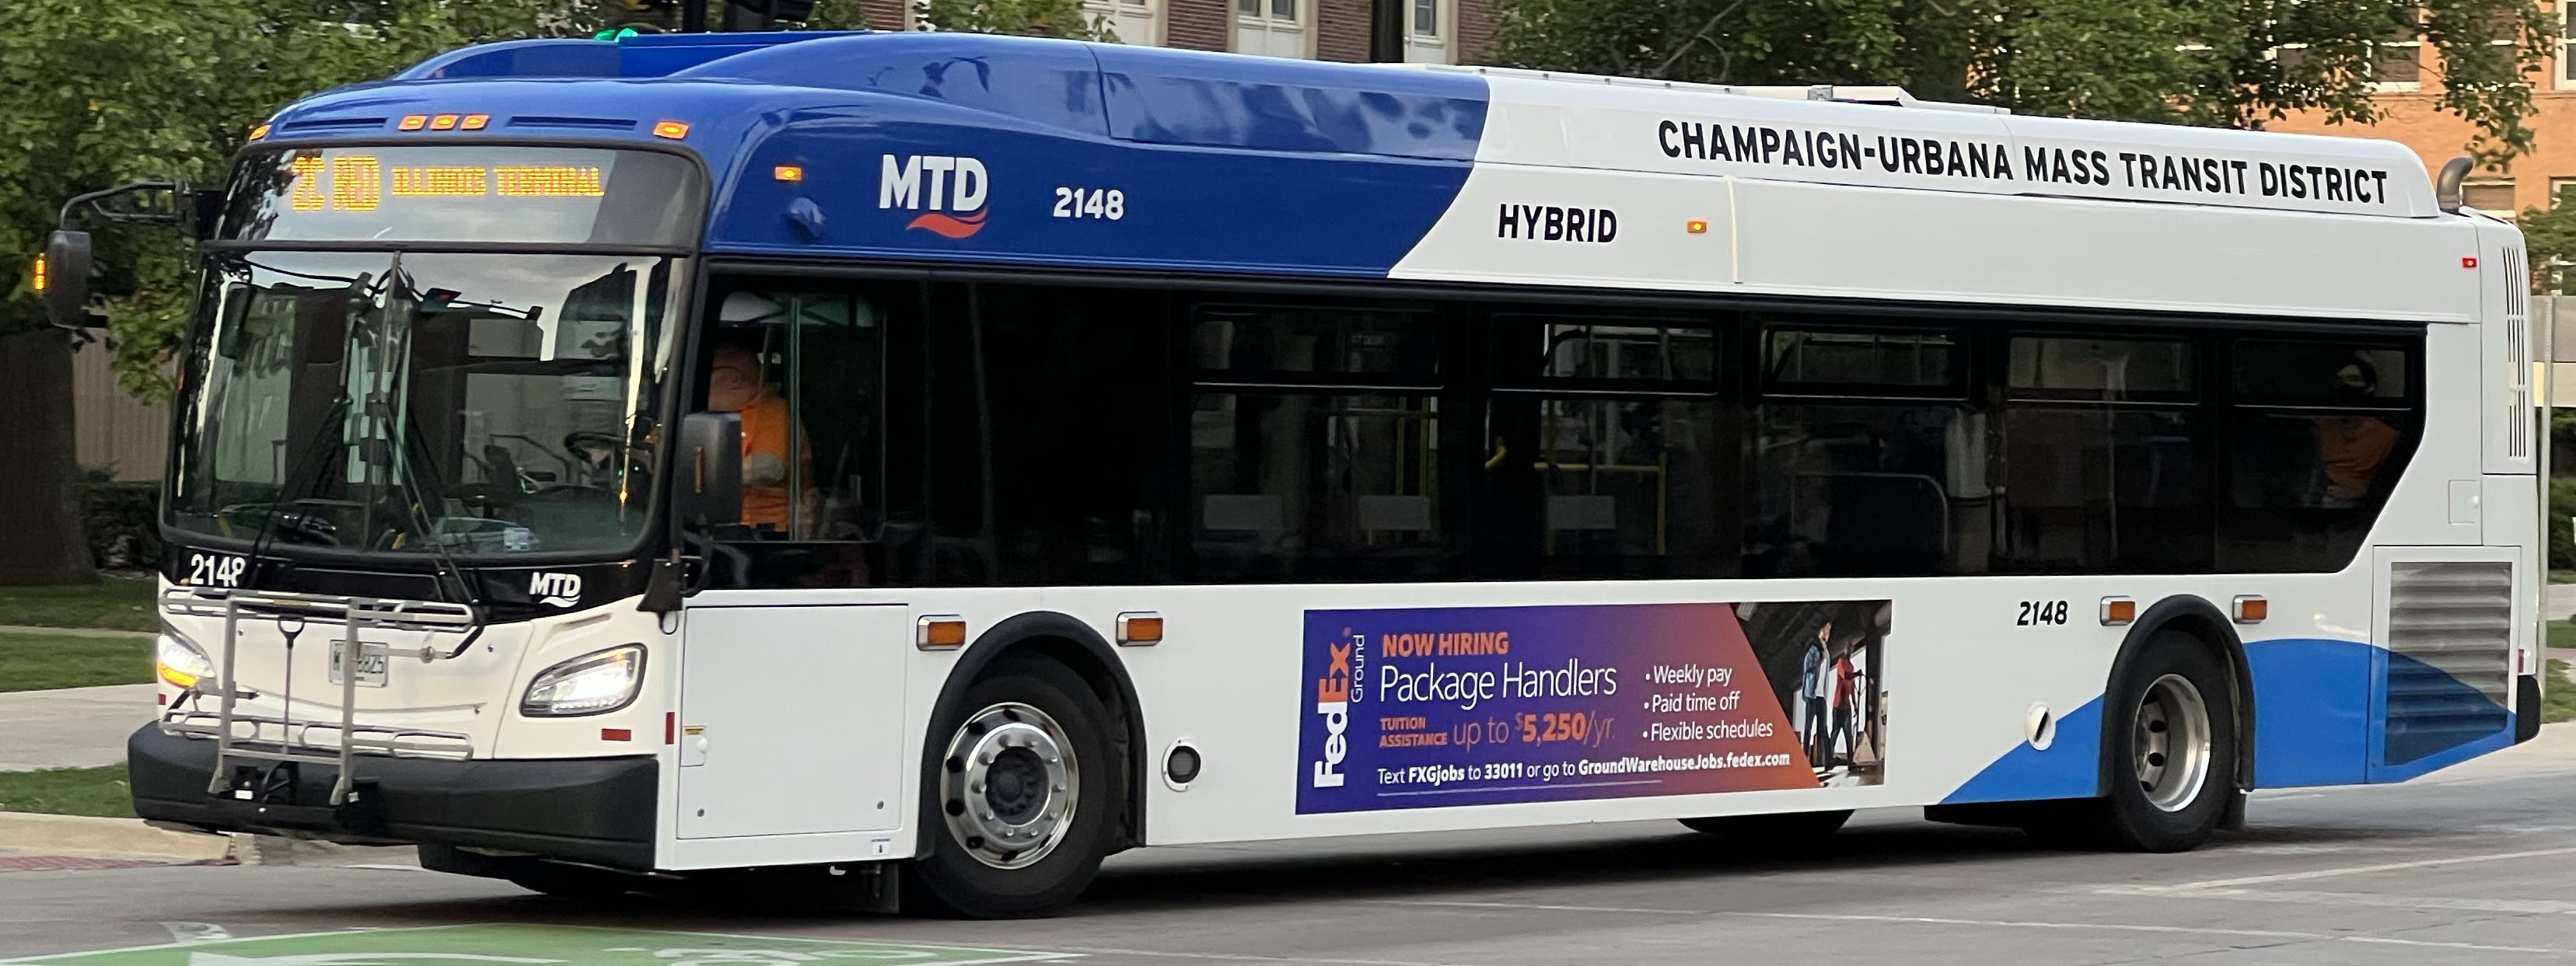 2C RED ILLINOIS TERMINAL
MTD
2148
HYBRID
CHAMPAIGN-URBANA MASS TRANSIT DISTRICT
2148
MTD
FedEx®
Ground
NOW HIRING
Package Handlers
TUITION
ASSISTANCE
up to $5,250/yr.
• Weekly pay
• Paid time off
• Flexible schedules
Text FXGjobs to 33011 or go to GroundWarehouseJobs.fedex.com
2148